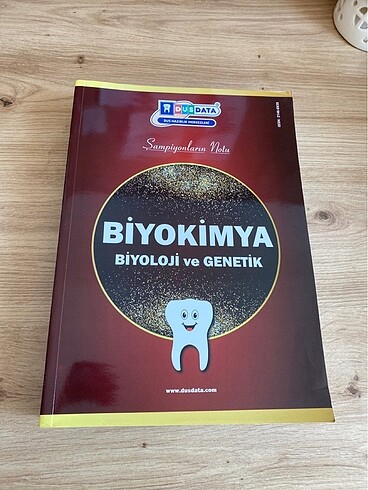 DUSDATA
DUS HAZIRLIK MERKEZLERİ
Şampiyonların Notu
BİYOKİMYA
BİYOLOJİ ve GENETİK
www.dusdata.com